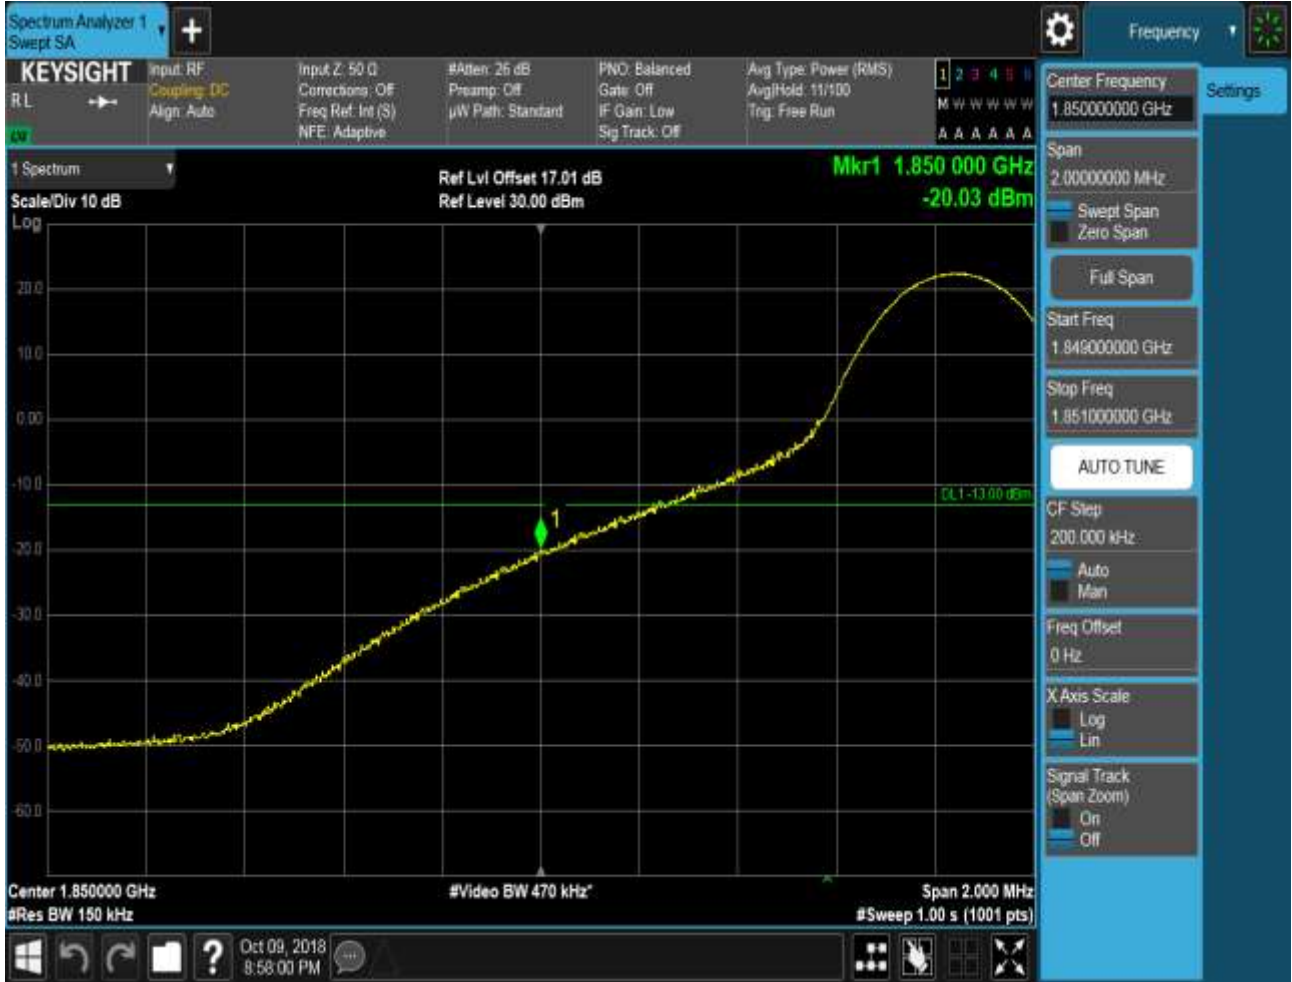 Spectrum Analyzer 1
Swept SA
+
Frequency
KEYSIGHT
R L
Input: RF
Coupling: DC
Align: Auto
Input Z: 50 Ω
Corrections: Off
Freq Ref: Int (S)
NFE: Adaptive
#Atten: 26 dB
Preamp: Off
µW Path: Standard
PNO: Balanced
Gate: Off
IF Gain: Low
Sig Track: Off
Avg Type: Power (RMS)
Avg|Hold: 11/100
Trig: Free Run
1 2 3 4 5 6
M W W W W W
A A A A A A
1 Spectrum
Scale/Div 10 dB
Log
Ref Lvl Offset 17.01 dB
Ref Level 30.00 dBm
Mkr1 1.850 000 GHz
-20.03 dBm
20.0
10.0
0.00
-10.0
-20.0
-30.0
-40.0
-50.0
-60.0
DL1 -13.00 dBm
1
Center 1.850000 GHz
#Res BW 150 kHz
#Video BW 470 kHz*
Span 2.000 MHz
#Sweep 1.00 s (1001 pts)
?
Oct 09, 2018
8:58:00 PM
Center Frequency
1.850000000 GHz
Settings
Span
2.00000000 MHz
Swept Span
Zero Span
Full Span
Start Freq
1.849000000 GHz
Stop Freq
1.851000000 GHz
AUTO TUNE
CF Step
200.000 kHz
Auto
Man
Freq Offset
0 Hz
X Axis Scale
Log
Lin
Signal Track
(Span Zoom)
On
Off